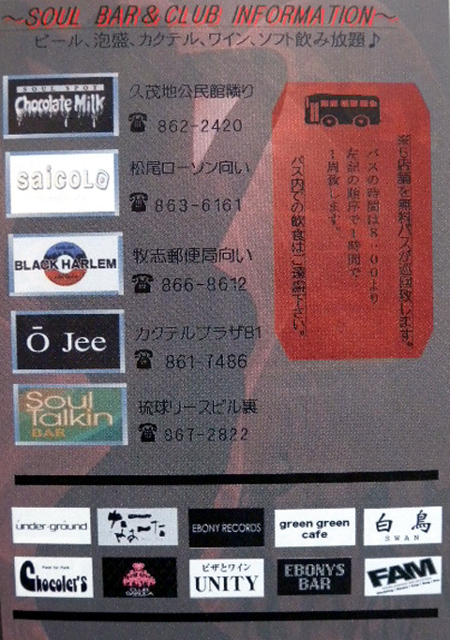 ～SOUL BAR&CLUB INFORMATION～
ビール、泡盛、カクテル、ワイン、ソフト飲み放題♪
SOUL SPOT
Chocolate Milk
久茂地公民館隣り
☎ 862-2420
saicolo
松尾ローソン向い
☎ 863-6161
BLACK HARLEM
牧志郵便局向い
☎ 866-8612
Ō Jee
カクテルプラザB1
☎ 861-7486
Soul
Talkin
BAR
琉球リースビル裏
☎ 867-2822
※5店舗を無料バスが巡回致します。
バスの時間は8:00より
左記の順序で1時間で、
1周致します。
バス内での飲食はご遠慮下さい。
under-ground
EBONY RECORDS
green green
cafe
白鳥
SWAN
Chocolet's
ピザとワイン
UNITY
EBONYS
BAR
FAM